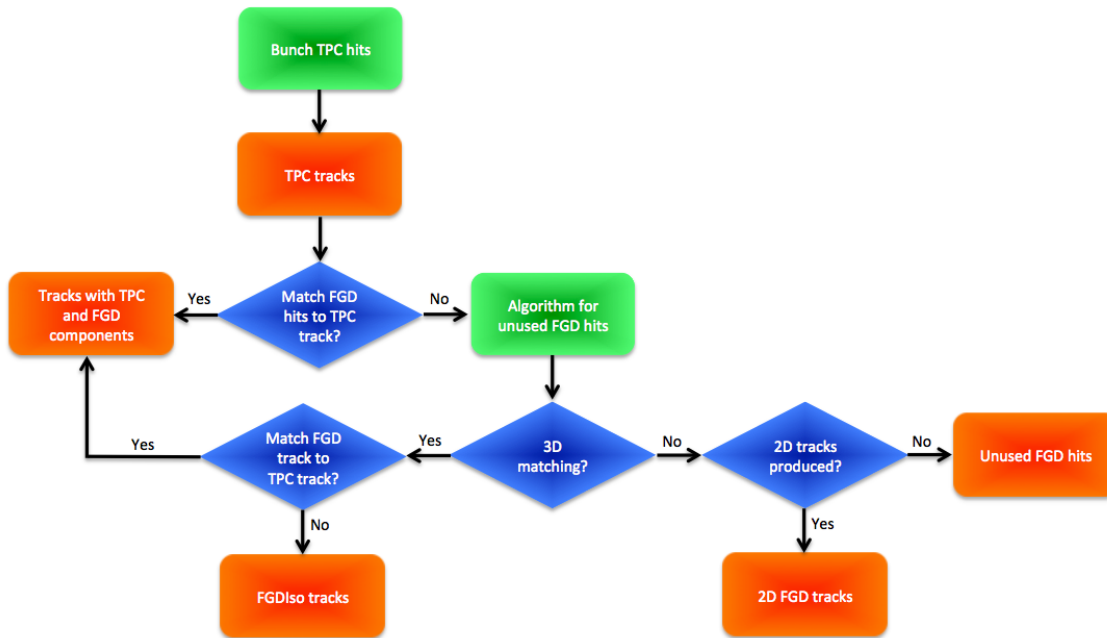 Bunch TPC hits
TPC tracks
Tracks with TPC
and FGD
components
Yes
Match FGD
hits to TPC
track?
No
Algorithm for
unused FGD hits
Yes
Match FGD
track to
TPC track?
Yes
3D
matching?
No
2D tracks
produced?
No
Unused FGD hits
No
Yes
FGDIso tracks
2D FGD tracks